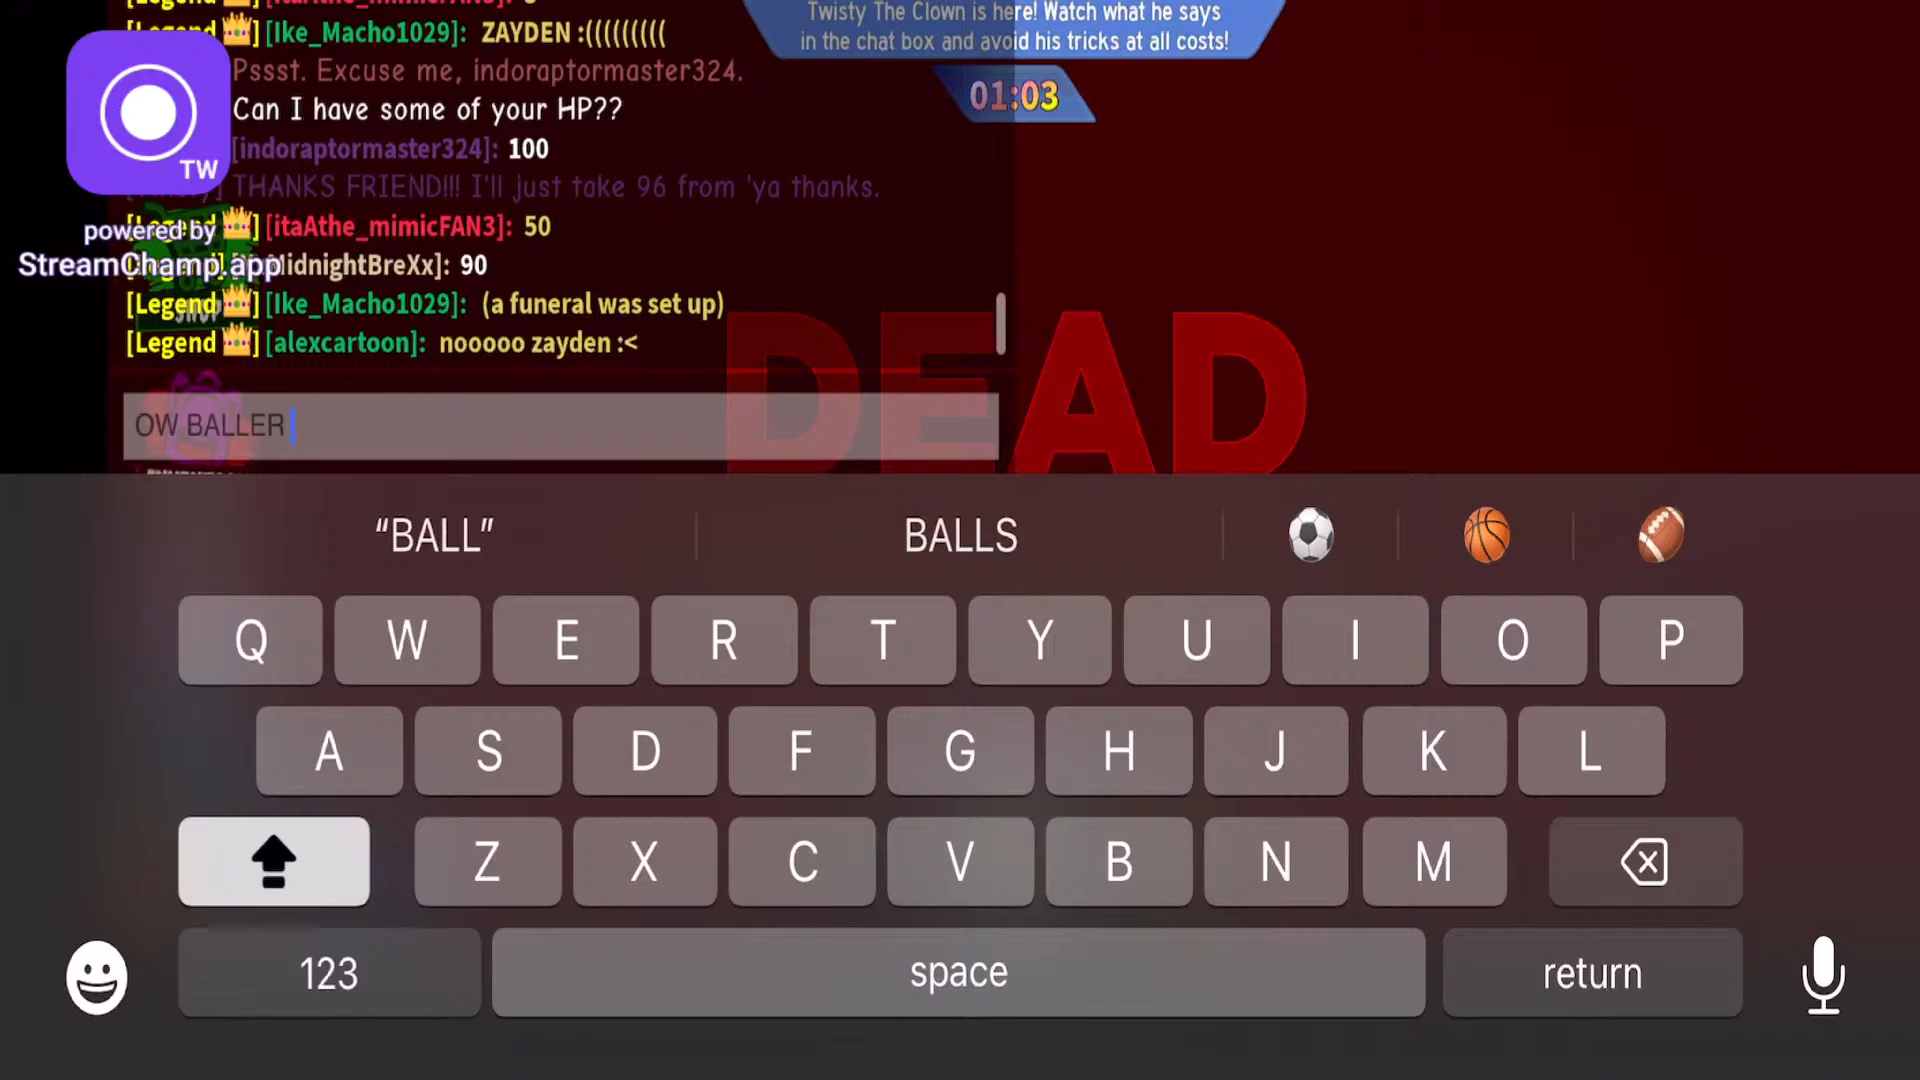 [Ike_Macho1029]: ZAYDEN :(((((((((
Pssst. Excuse me, indoraptormaster324.
Can I have some of your HP??
[indoraptormaster324]: 100
THANKS FRIEND!!! I'll just take 96 from 'ya thanks.
[Legend 👑] [itaAthe_mimicFAN3]: 50
MidnightBreXx]: 90
[Legend 👑] [Ike_Macho1029]: (a funeral was set up)
[Legend 👑] [alexcartoon]: nooooo zayden :<
TW
powered by
StreamChamp.app
Twisty The Clown is here! Watch what he says
in the chat box and avoid his tricks at all costs!
01:03
DEAD
OW BALLER
“BALL” BALLS
Q W E R T Y U I O P
A S D F G H J K L
Z X C V B N M
123 space return